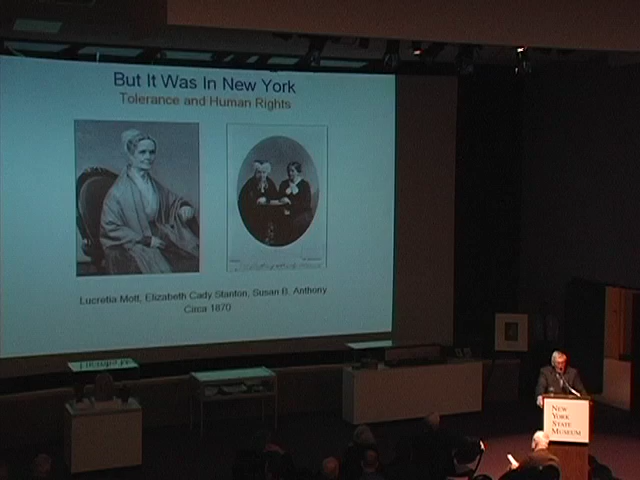 But It Was In New York
Tolerance and Human Rights
Lucretia Mott, Elizabeth Cady Stanton, Susan B. Anthony
Circa 1870
NEW
YORK
STATE
MUSEUM